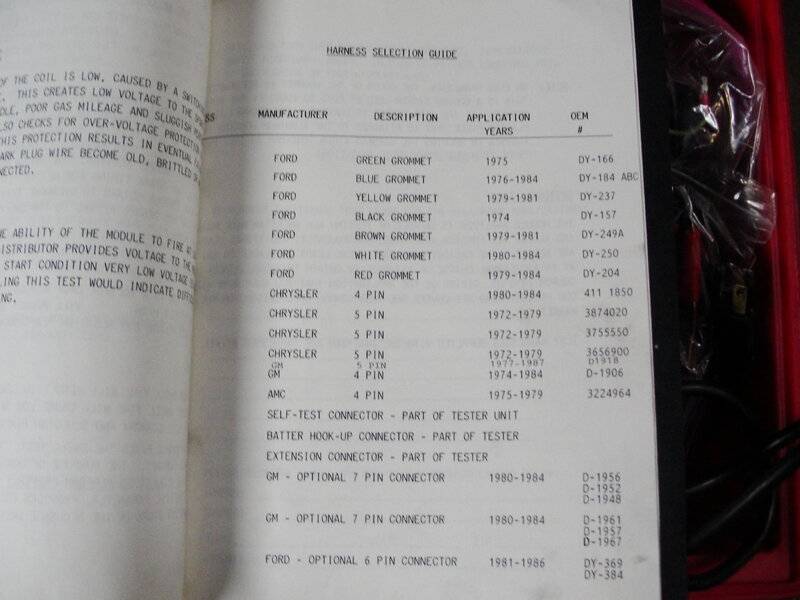 OF THE COIL IS LOW, CAUSED BY A
THIS CREATES LOW VOLTAGE TO THE
POOR GAS MILEAGE AND SLUGGISH
ALSO CHECKS FOR OVER-VOLTAGE PROTECTION
THIS PROTECTION RESULTS IN EVENTUAL
PLUG WIRE BECOME OLD, BRITTLED
ABILITY OF THE MODULE TO FIRE
DISTRIBUTOR PROVIDES VOLTAGE TO THE
START CONDITION VERY LOW VOLTAGE
THIS TEST WOULD INDICATE
HARNESS SELECTION GUIDE
MANUFACTURER DESCRIPTION APPLICATION YEARS OEM #
FORD GREEN GROMMET 1975 DY-166
FORD BLUE GROMMET 1976-1984 DY-184 ABC
FORD YELLOW GROMMET 1979-1981 DY-237
FORD BLACK GROMMET 1974 DY-157
FORD BROWN GROMMET 1979-1981 DY-249A
FORD WHITE GROMMET 1980-1984 DY-250
FORD RED GROMMET 1979-1984 DY-204
CHRYSLER 4 PIN 1980-1984 411 1850
CHRYSLER 5 PIN 1972-1979 3874020
CHRYSLER 5 PIN 1972-1979 3755550
CHRYSLER 5 PIN 1972-1979 3656900
GM 5 PIN 1977-1987 D1918
GM 4 PIN 1974-1984 D-1906
AMC 4 PIN 1975-1979 3224964
SELF-TEST CONNECTOR - PART OF TESTER UNIT
BATTER HOOK-UP CONNECTOR - PART OF TESTER
EXTENSION CONNECTOR - PART OF TESTER
GM - OPTIONAL 7 PIN CONNECTOR 1980-1984 D-1956
D-1952
D-1948
GM - OPTIONAL 7 PIN CONNECTOR 1980-1984 D-1961
D-1957
D-1967
FORD - OPTIONAL 6 PIN CONNECTOR 1981-1986 DY-369
DY-384